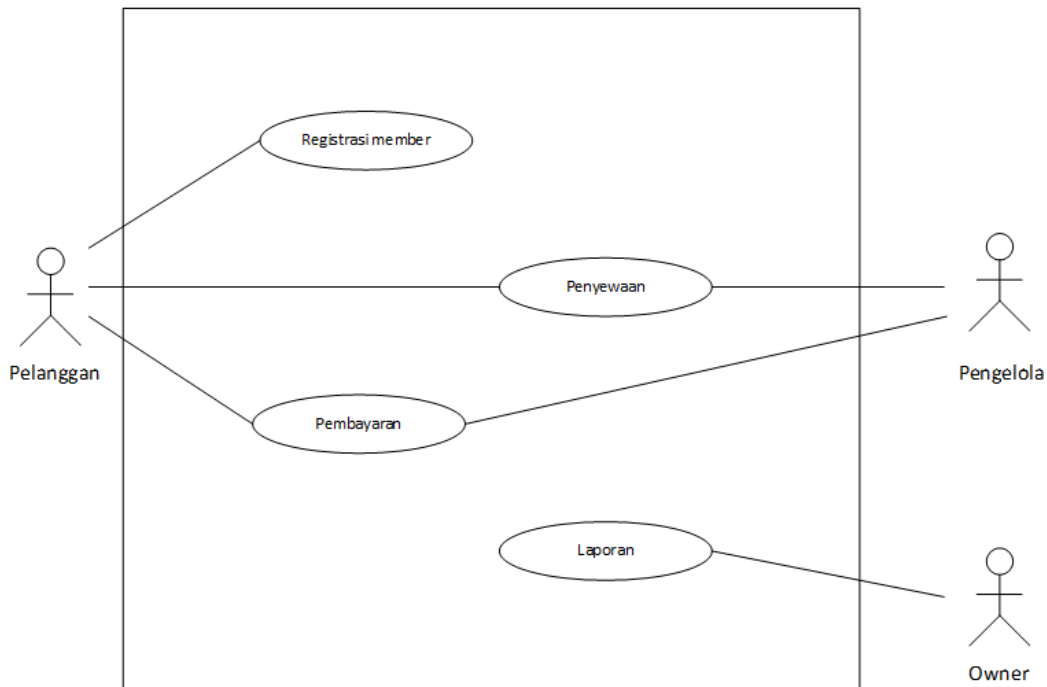 Registrasi member
Penyewaan
Pelanggan
Pengelola
Pembayaran
Laporan
Owner